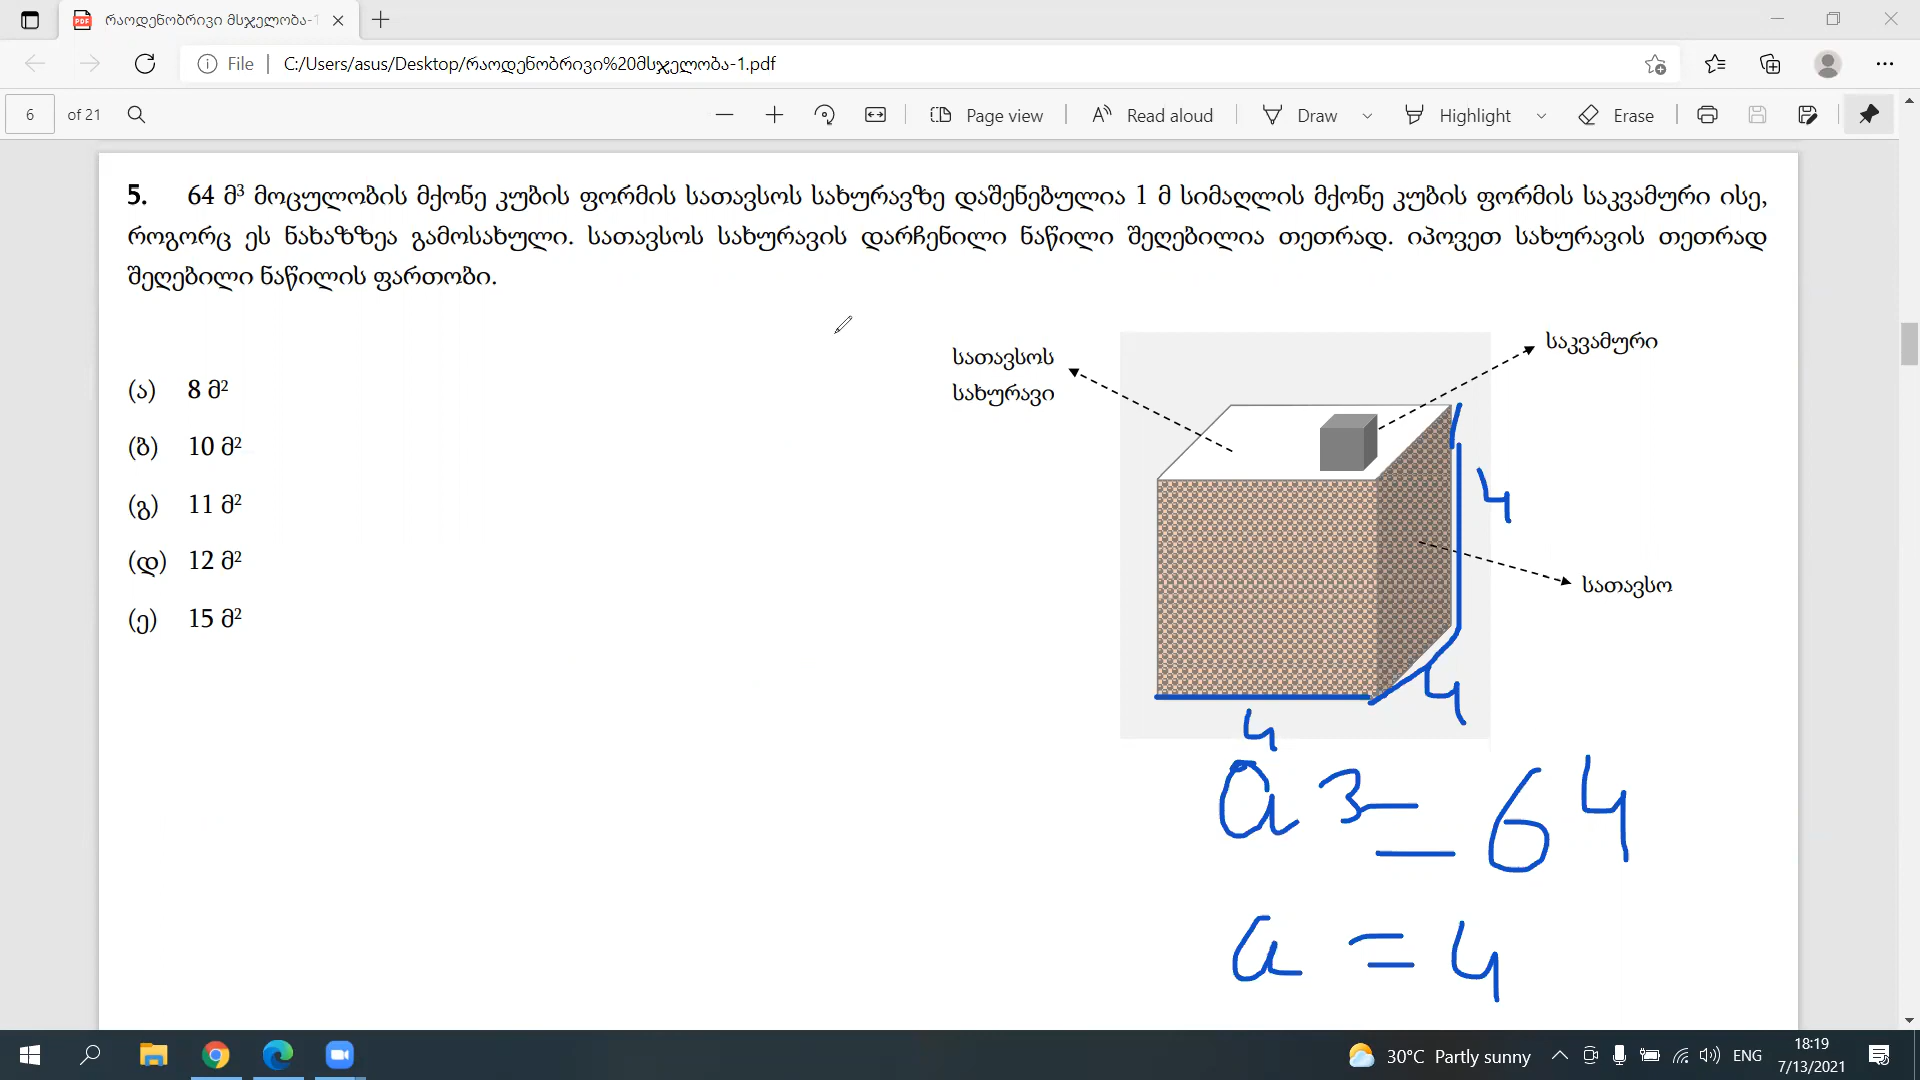 რაოდენობრივი მსჯელობა-1
File
C:/Users/asus/Desktop/რაოდენობრივი%20მსჯელობა-1.pdf
6 of 21
Page view
Read aloud
Draw
Highlight
Erase
5. 64 მ³ მოცულობის მქონე კუბის ფორმის სათავსოს სახურავზე დაშენებულია 1 მ სიმაღლის მქონე კუბის ფორმის საკვამური ისე,
როგორც ეს ნახაზზეა გამოსახული. სათავსოს სახურავის დარჩენილი ნაწილი შეღებილია თეთრად. იპოვეთ სახურავის თეთრად
შეღებილი ნაწილის ფართობი.
საკვამური
სათავსოს
სახურავი
(ა) 8 მ²
(ბ) 10 მ²
(გ) 11 მ²
(დ) 12 მ²
(ე) 15 მ²
4
სათავსო
4
4
a³ = 64
a = 4
30°C Partly sunny
ENG
18:19
7/13/2021